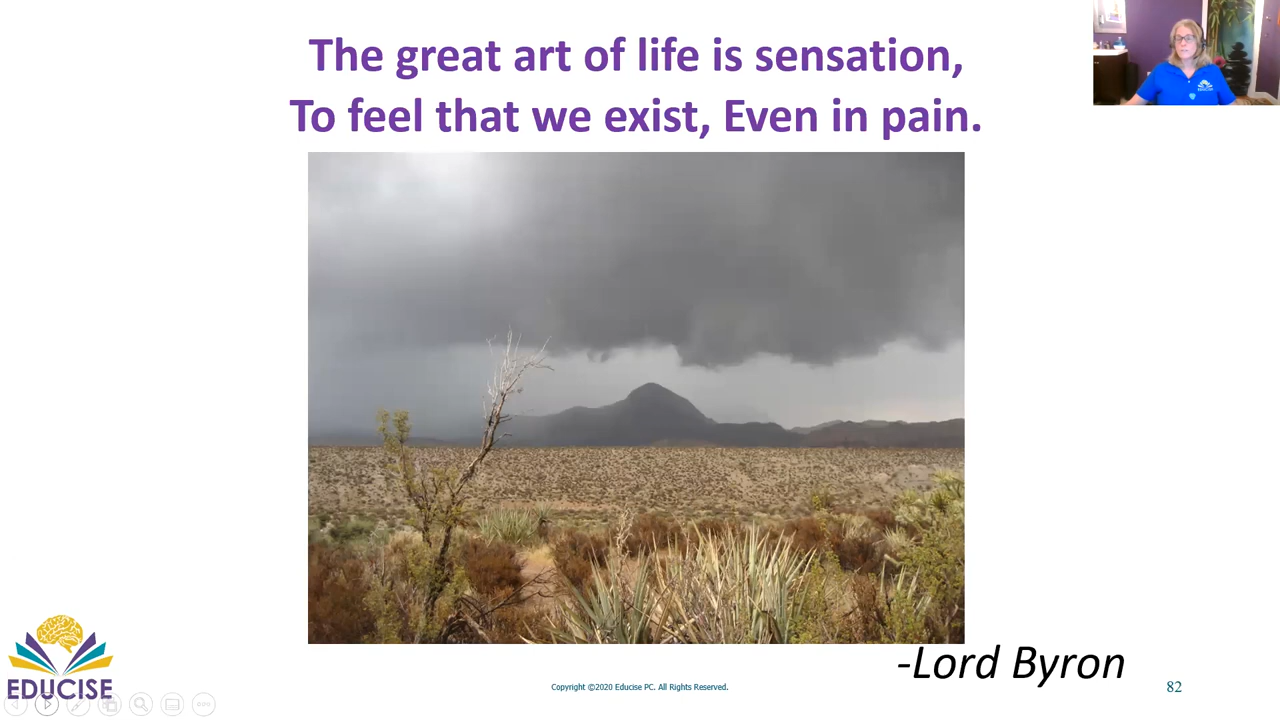 The great art of life is sensation,
To feel that we exist, Even in pain.
-Lord Byron
EDUCISE
Copyright ©2020 Educise PC. All Rights Reserved.
82